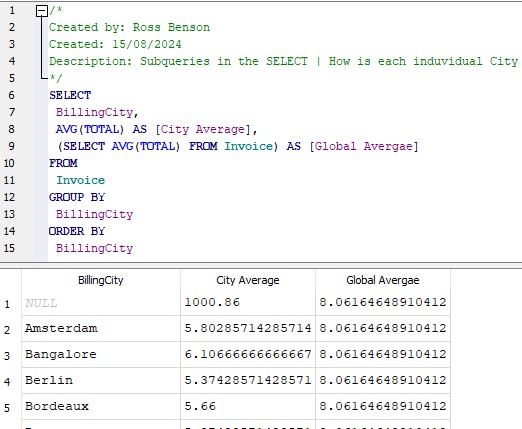 1 /*
2 Created by: Ross Benson
3 Created: 15/08/2024
4 Description: Subqueries in the SELECT | How is each induvidual City
5 */
6 SELECT
7 BillingCity,
8 AVG(TOTAL) AS [City Average],
9 (SELECT AVG(TOTAL) FROM Invoice) AS [Global Avergae]
10 FROM
11 Invoice
12 GROUP BY
13 BillingCity
14 ORDER BY
15 BillingCity
BillingCity City Average Global Avergae
1 NULL 1000.86 8.06164648910412
2 Amsterdam 5.80285714285714 8.06164648910412
3 Bangalore 6.10666666666667 8.06164648910412
4 Berlin 5.37428571428571 8.06164648910412
5 Bordeaux 5.66 8.06164648910412